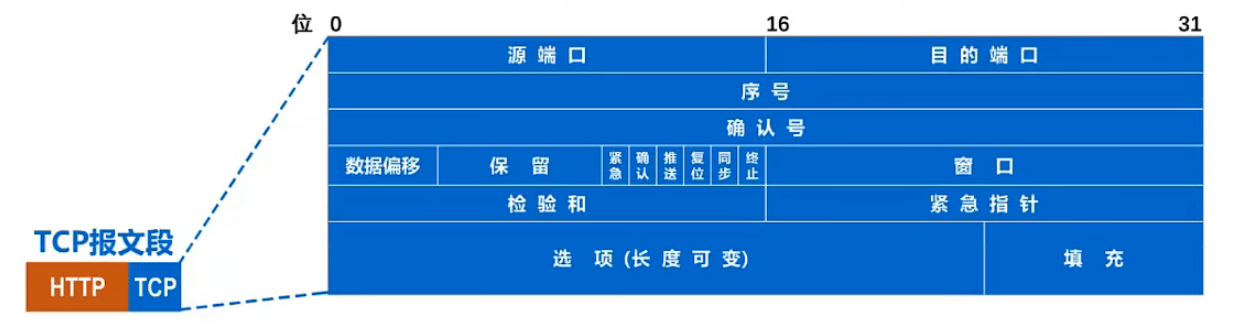 位 0 16 31
源端口 目的端口
序号
确认号
数据偏移 保留 紧急 确认 推送 复位 同步 终止 窗口
检验和 紧急指针
选项(长度可变) 填充
TCP报文段
HTTP TCP